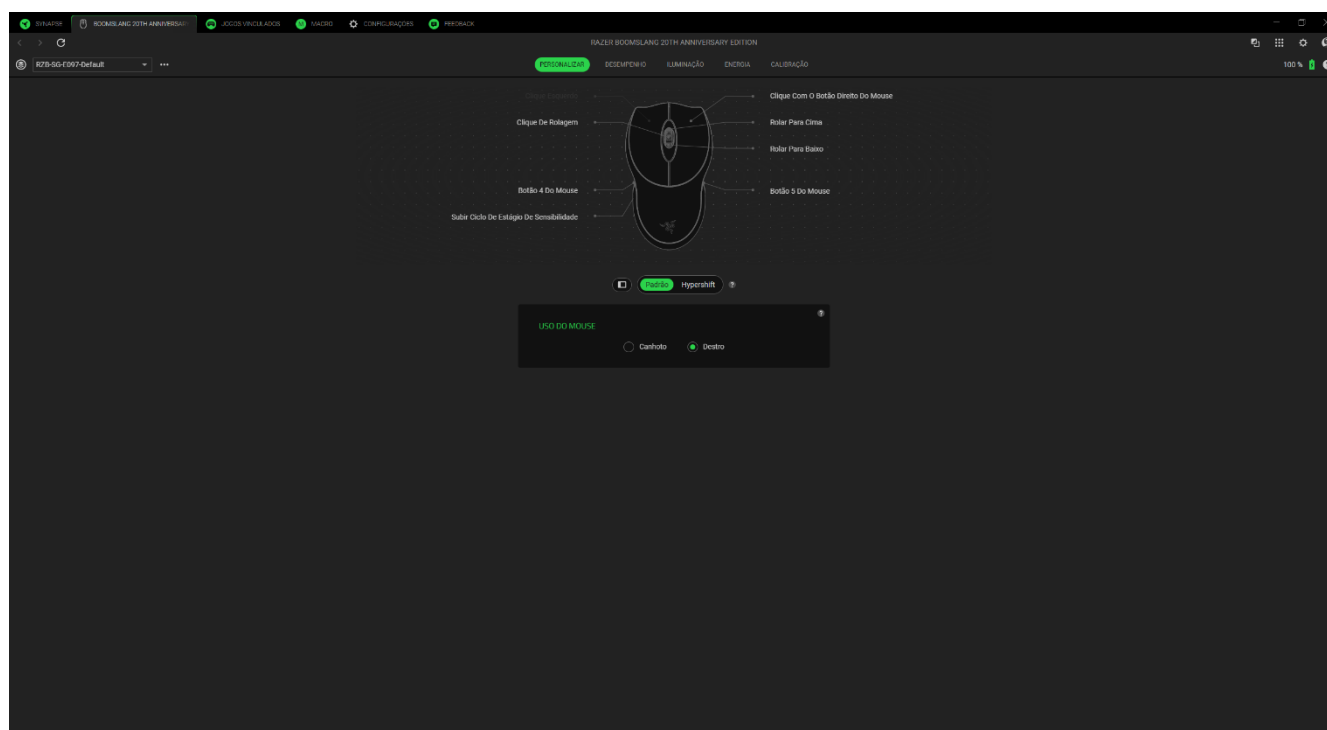 SYNAPSE BOOMSLANG 20TH ANNIVERSAR JOGOS VINCULADOS MACRO CONFIGURAÇÕES FEEDBACK
RAZER BOOMSLANG 20TH ANNIVERSARY EDITION
RZB-SG-E097-Default PERSONALIZAR DESEMPENHO ILUMINAÇÃO ENERGIA CALIBRAÇÃO 100 %
Clique Esquerdo Clique Com O Botão Direito Do Mouse
Clique De Rolagem Rolar Para Cima
Rolar Para Baixo
Botão 4 Do Mouse Botão 5 Do Mouse
Subir Ciclo De Estágio De Sensibilidade
Padrão Hypershift
USO DO MOUSE
Canhoto Destro